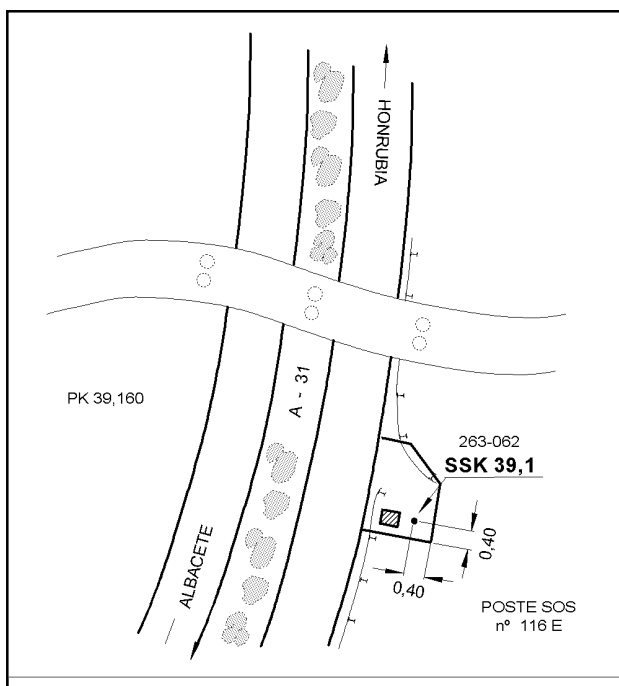 HONRUBIA
A - 31
PK 39,160
263-062
SSK 39,1
ALBACETE
0,40
0,40
POSTE SOS
nº 116 E